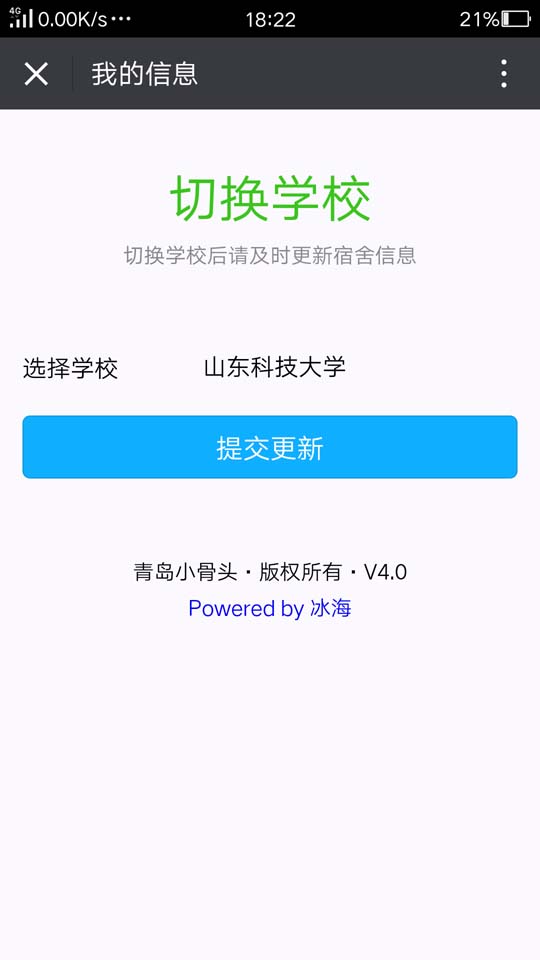 4G 0.00K/s ··· 18:22 21%
我的信息
切换学校
切换学校后请及时更新宿舍信息
选择学校 山东科技大学
提交更新
青岛小骨头·版权所有·V4.0
Powered by 冰海